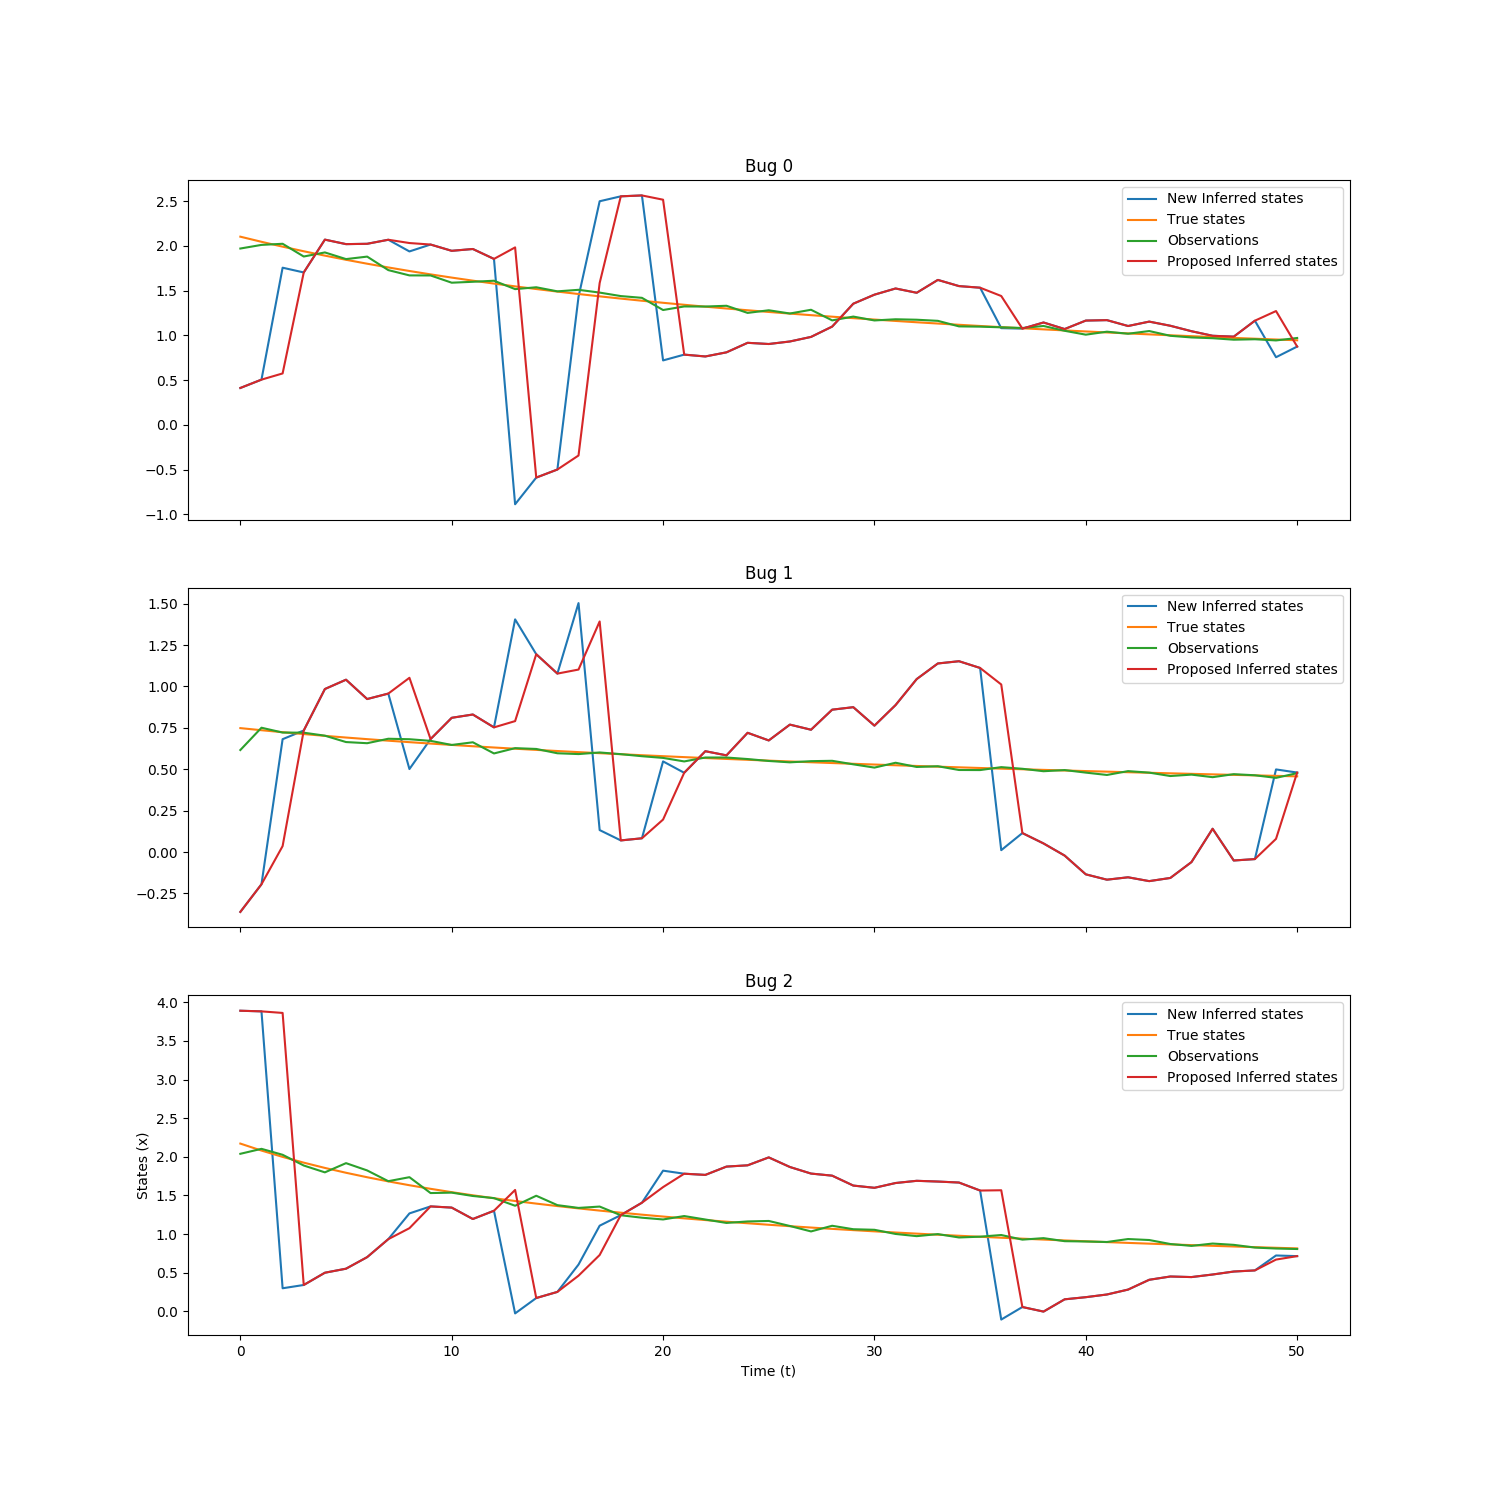 Bug 0
New Inferred states
True states
Observations
Proposed Inferred states
2.5
2.0
1.5
1.0
0.5
0.0
−0.5
−1.0
Bug 1
New Inferred states
True states
Observations
Proposed Inferred states
1.50
1.25
1.00
0.75
0.50
0.25
0.00
−0.25
Bug 2
New Inferred states
True states
Observations
Proposed Inferred states
4.0
3.5
3.0
2.5
2.0
1.5
1.0
0.5
0.0
States (x)
0 10 20 30 40 50
Time (t)